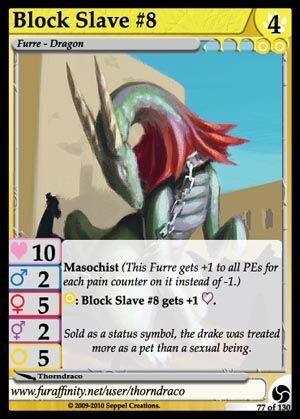 Block Slave #8
4
Furre - Dragon
10
2
5
2
5
Masochist (This Furre gets +1 to all PEs for
each pain counter on it instead of -1.)
: Block Slave #8 gets +1 .
Sold as a status symbol, the drake was treated
more as a pet than a sexual being.
Thorndraco
www.furaffinity.net/user/thorndraco
© 2009-2010 Seppel Creations.
77 of 130